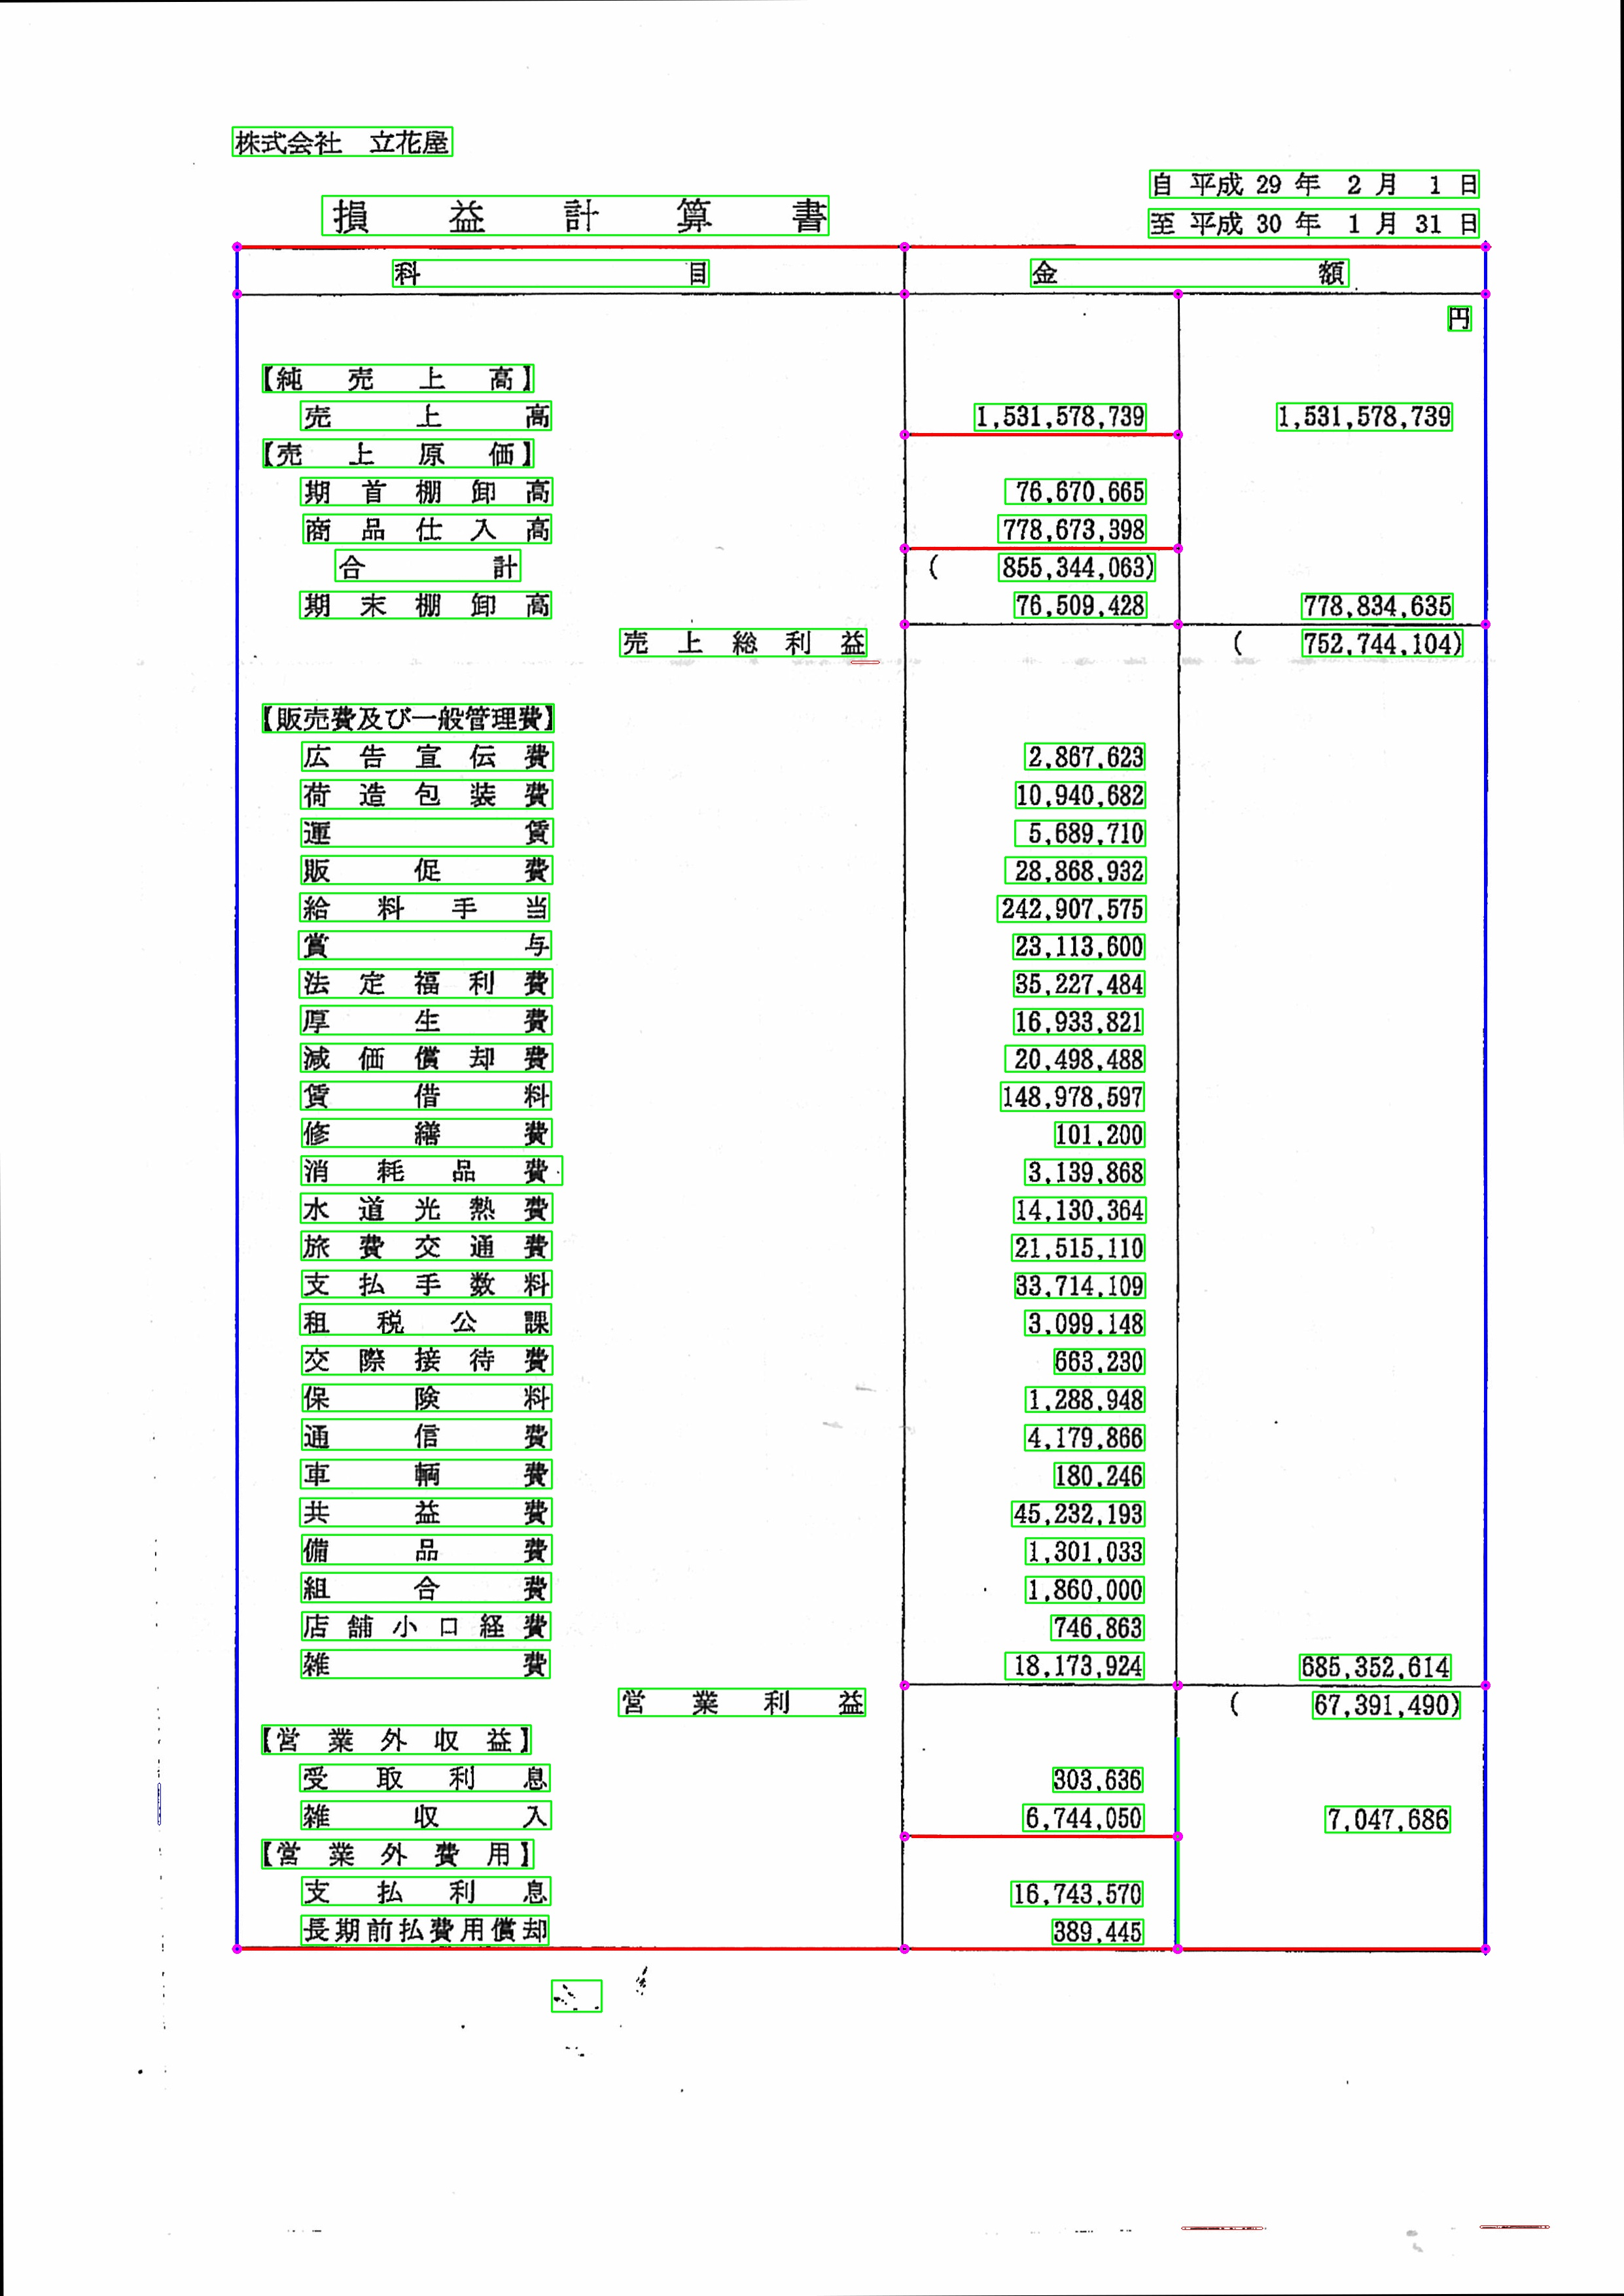 株式会社 立花屋
自 平成 29 年 2 月 1 日
損益計算書
至 平成 30 年 1 月 31 日
科目 金額
円
【純売上高】
売上高 1,531,578,739 1,531,578,739
【売上原価】
期首棚卸高 76,670,665
商品仕入高 778,673,398
合計 ( 855,344,063)
期末棚卸高 76,509,428 778,834,635
売上総利益 ( 752,744,104)
【販売費及び一般管理費】
広告宣伝費 2,867,623
荷造包装費 10,940,682
運賃 5,689,710
販促費 28,868,932
給料手当 242,907,575
賞与 23,113,600
法定福利費 35,227,484
厚生費 16,933,821
減価償却費 20,498,488
賃借料 148,978,597
修繕費 101,200
消耗品費 3,139,868
水道光熱費 14,130,364
旅費交通費 21,515,110
支払手数料 33,714,109
租税公課 3,099,148
交際接待費 663,230
保険料 1,288,948
通信費 4,179,866
車輌費 180,246
共益費 45,232,193
備品費 1,301,033
組合費 1,860,000
店舗小口経費 746,863
雑費 18,173,924 685,352,614
営業利益 ( 67,391,490)
【営業外収益】
受取利息 303,636
雑収入 6,744,050 7,047,686
【営業外費用】
支払利息 16,743,570
長期前払費用償却 389,445